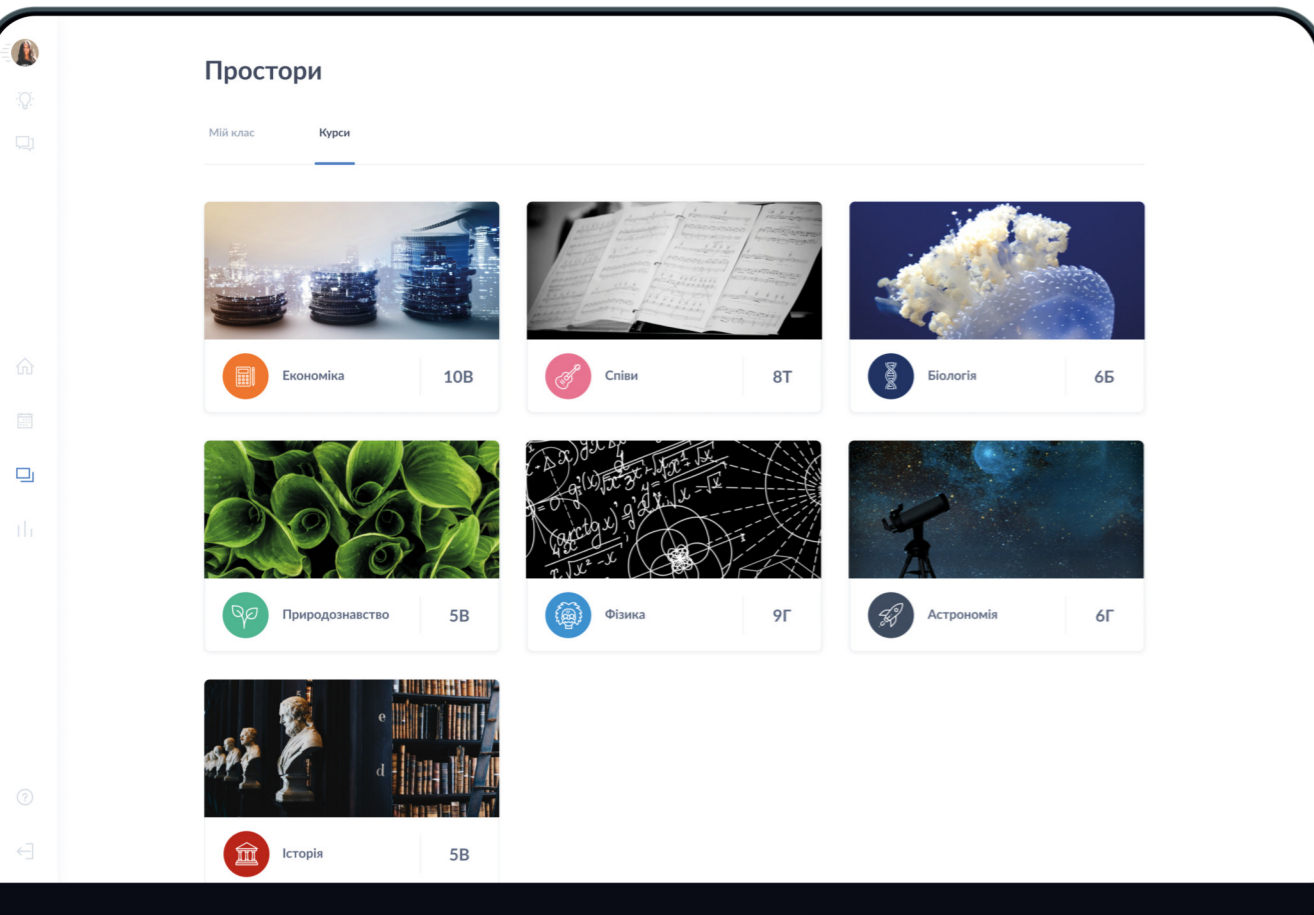 Простори
Мій клас
Курси
Економіка
10В
Співи
8Т
Біологія
6Б
Природознавство
5В
Фізика
9Г
Астрономія
6Г
e
d
Історія
5В